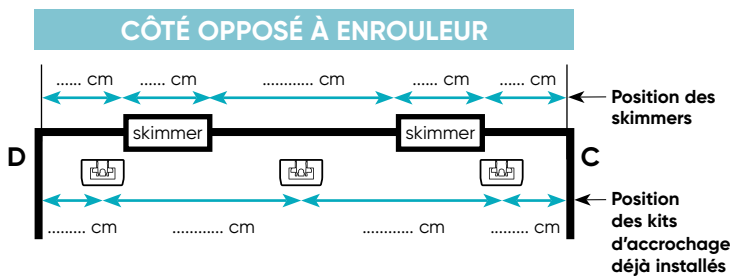 CÔTÉ OPPOSÉ À ENROULEUR
...... cm ...... cm ............ cm ...... cm ...... cm
Position des
skimmers
skimmer skimmer
D C
Position
des kits
d'accrochage
déjà installés
......... cm ............ cm ............ cm ......... cm